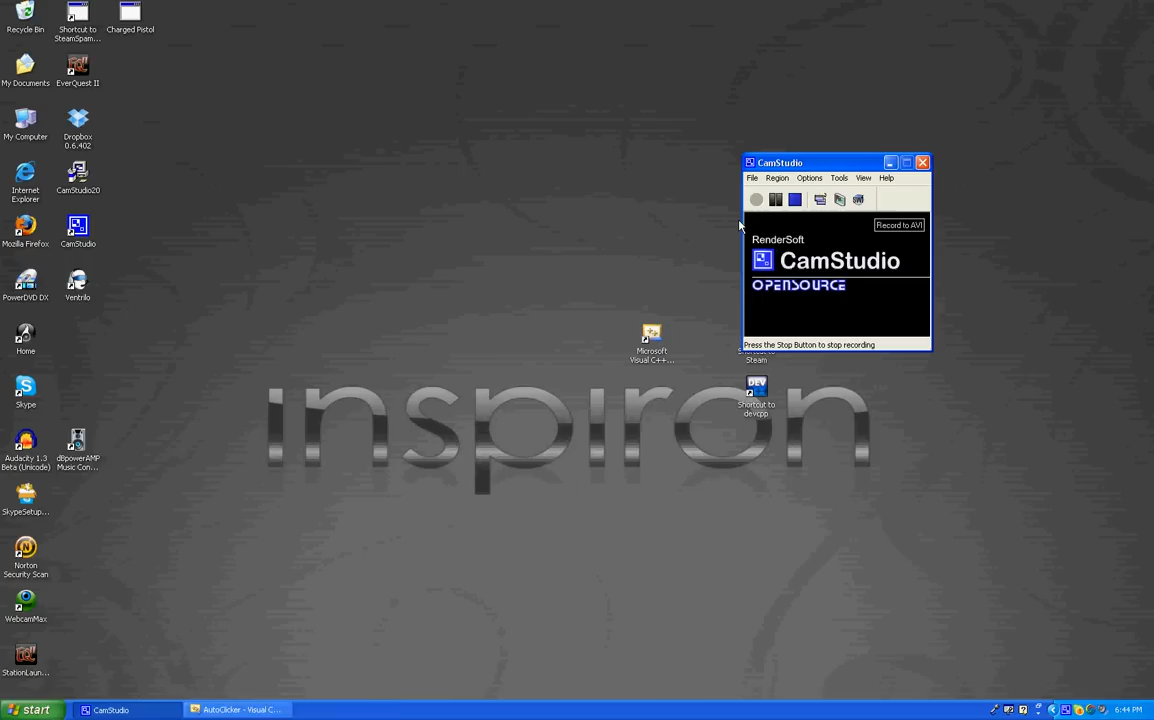 Recycle Bin
Shortcut to
SteamSpam...
Charged Pistol
My Documents
EverQuest II
My Computer
Dropbox
0.6.402
Internet
Explorer
CamStudio20
Mozilla Firefox
CamStudio
PowerDVD DX
Ventrilo
Home
Skype
Audacity 1.3
Beta (Unicode)
dBpowerAMP
Music Con...
SkypeSetup...
Norton
Security Scan
WebcamMax
StationLaun...
CamStudio
File Region Options Tools View Help
Record to AVI
RenderSoft
CamStudio
OPENSOURCE
Press the Stop Button to stop recording
Microsoft
Visual C++...
Shortcut to
Steam
DEV
Shortcut to
devcpp
inspiron
start
CamStudio
AutoClicker - Visual C...
6:44 PM